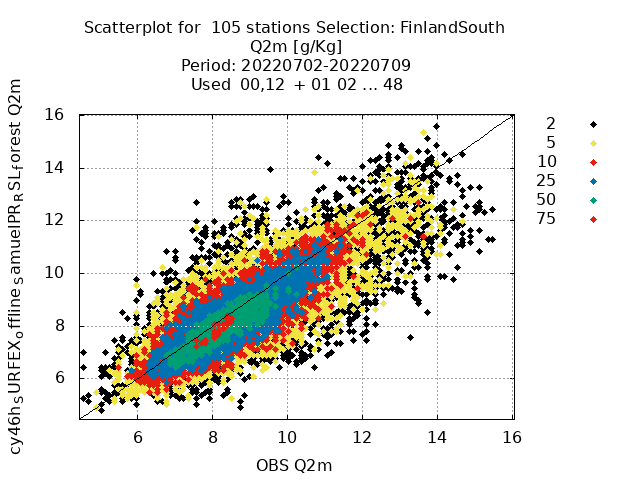 Scatterplot for  105 stations Selection: FinlandSouth
Q2m [g/Kg]
Period: 20220702-20220709
Used  00,12  + 01 02 ... 48
cy46h_SURFEX_offline_samuelPR_RSL_forest Q2m
16
14
12
10
8
6
6 8 10 12 14 16
OBS Q2m
2
5
10
25
50
75